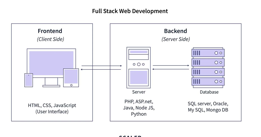 Full Stack Web Development
Frontend
(Client Side)
Backend
(Server Side)
Server
Database
HTML, CSS, JavaScript
(User Interface)
PHP, ASP.net,
Java, Node JS,
Python
SQL server, Oracle,
My SQL, Mongo DB